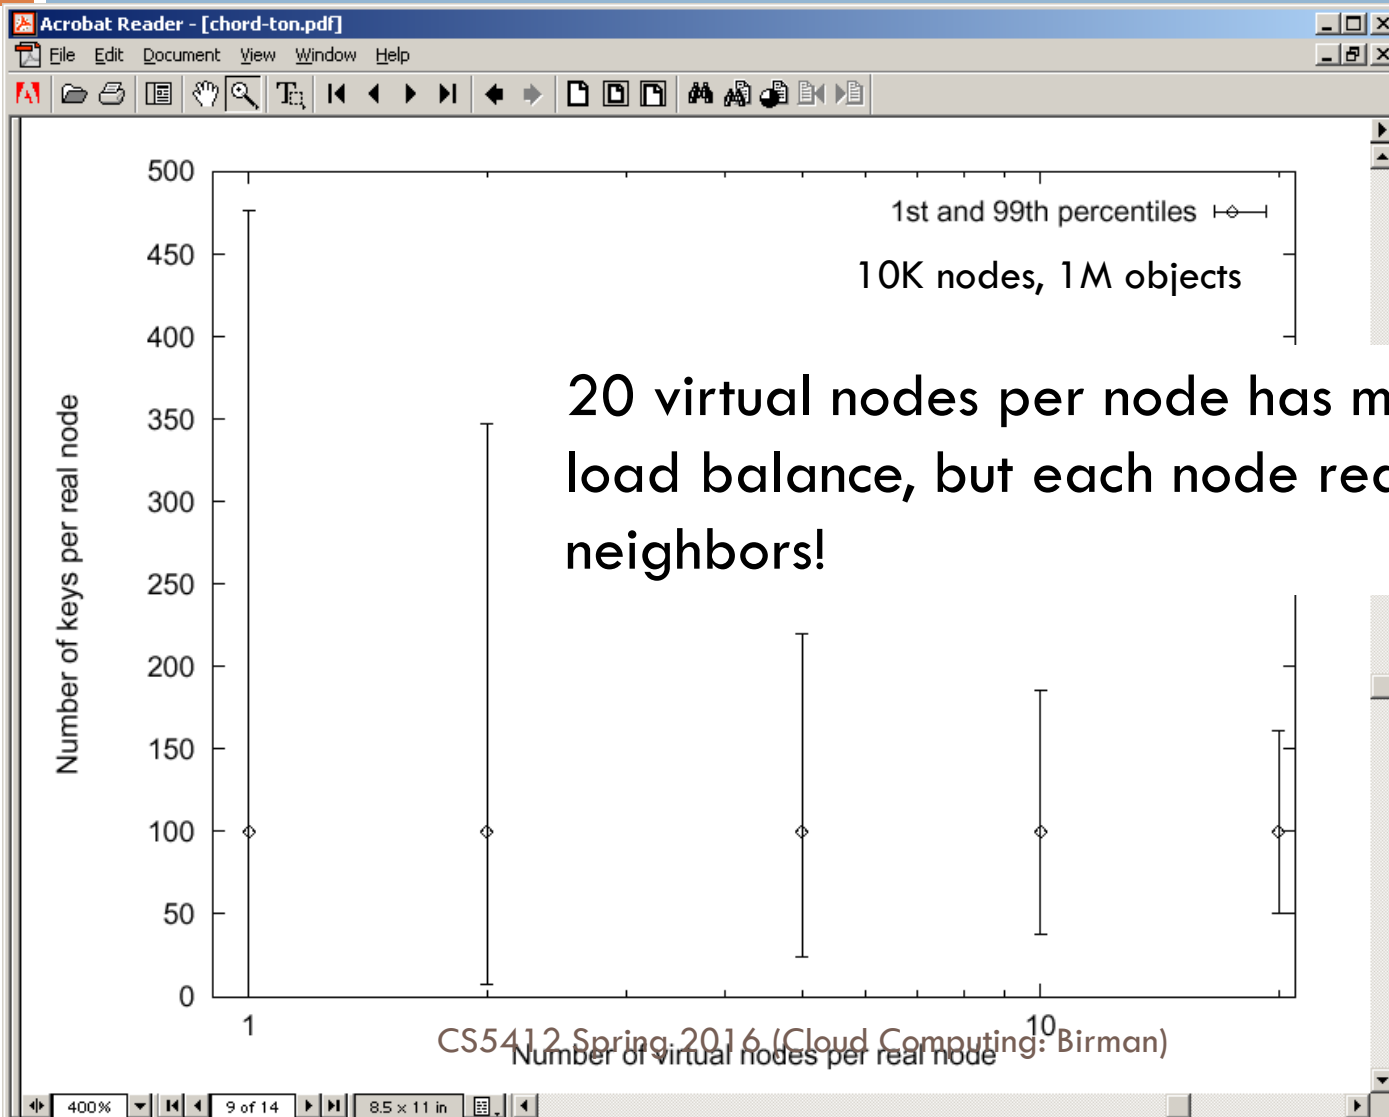 Acrobat Reader - [chord-ton.pdf]
File Edit Document View Window Help
500
450
400
350
300
250
200
150
100
50
0
Number of keys per real node
1st and 99th percentiles
10K nodes, 1M objects
20 virtual nodes per node has m
load balance, but each node re
neighbors!
1
10
CS5412 Spring 2016 (Cloud Computing: Birman)
Number of virtual nodes per real node
400%
9 of 14
8.5 x 11 in